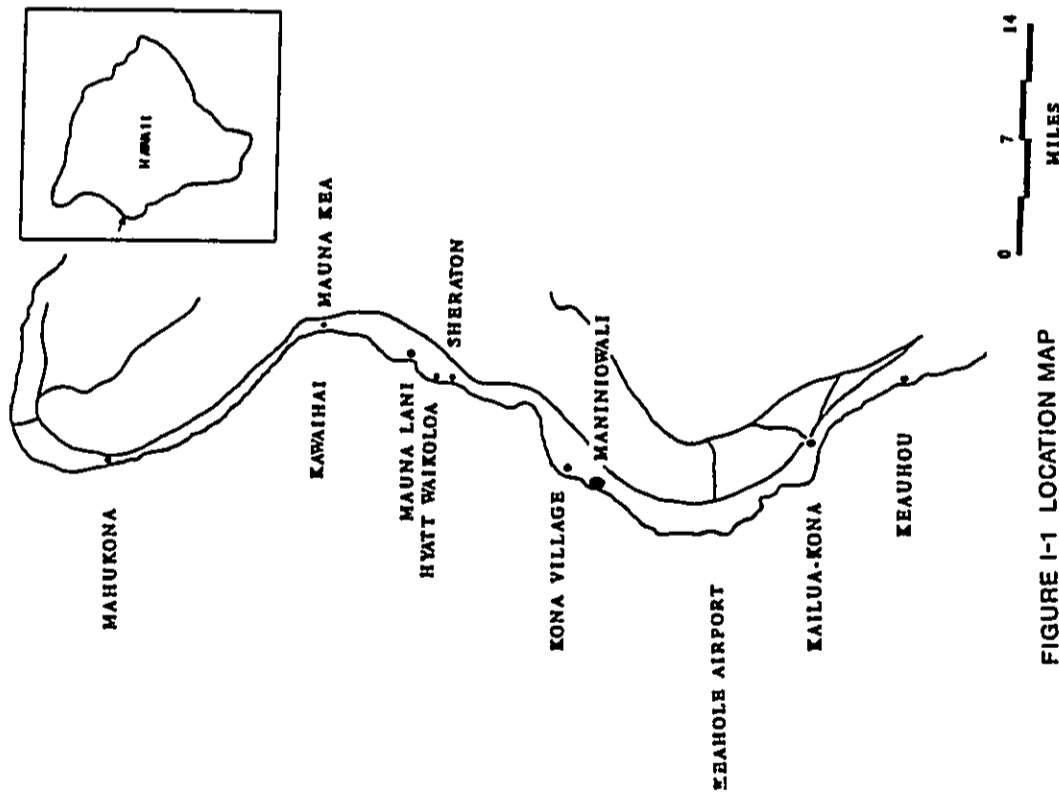 HAWAII
MAHUKONA
KAWAIHAI
MAUNA KEA
MAUNA LANI
HYATT WAIKOLOA
SHERATON
KONA VILLAGE
MANINIOWALI
KEAHOLE AIRPORT
KAILUA-KONA
KEAUHOU
0 7 14
MILES
FIGURE I-1 LOCATION MAP